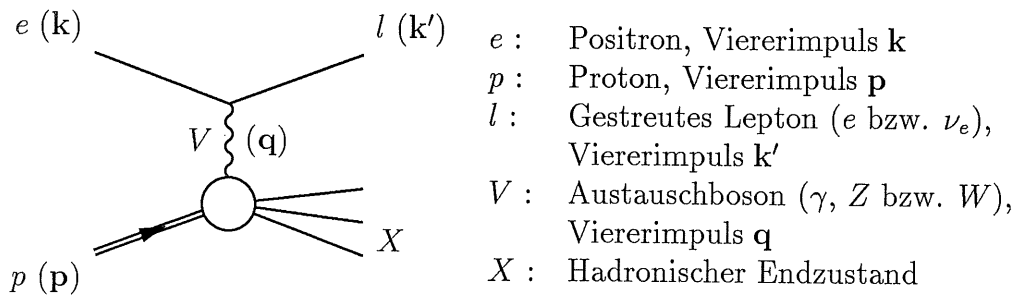 e (k)
l (k′)
V (q)
p (p)
X
e : Positron, Viererimpuls k
p : Proton, Viererimpuls p
l : Gestreutes Lepton (e bzw. νₑ),
Viererimpuls k′
V : Austauschboson (γ, Z bzw. W),
Viererimpuls q
X : Hadronischer Endzustand